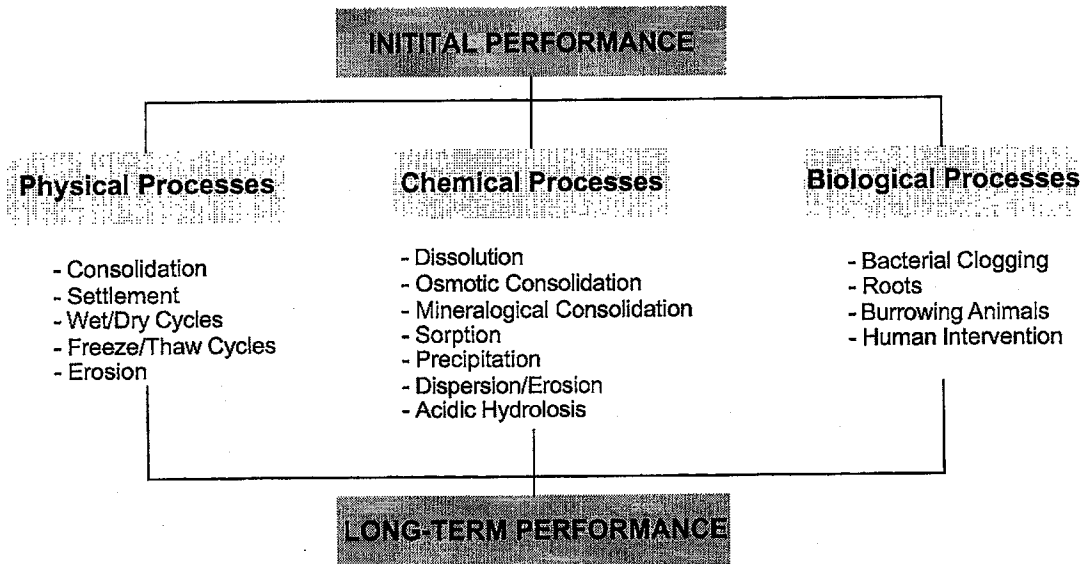 INITITAL PERFORMANCE
Physical Processes
- Consolidation
- Settlement
- Wet/Dry Cycles
- Freeze/Thaw Cycles
- Erosion
Chemical Processes
- Dissolution
- Osmotic Consolidation
- Mineralogical Consolidation
- Sorption
- Precipitation
- Dispersion/Erosion
- Acidic Hydrolosis
Biological Processes
- Bacterial Clogging
- Roots
- Burrowing Animals
- Human Intervention
LONG-TERM PERFORMANCE